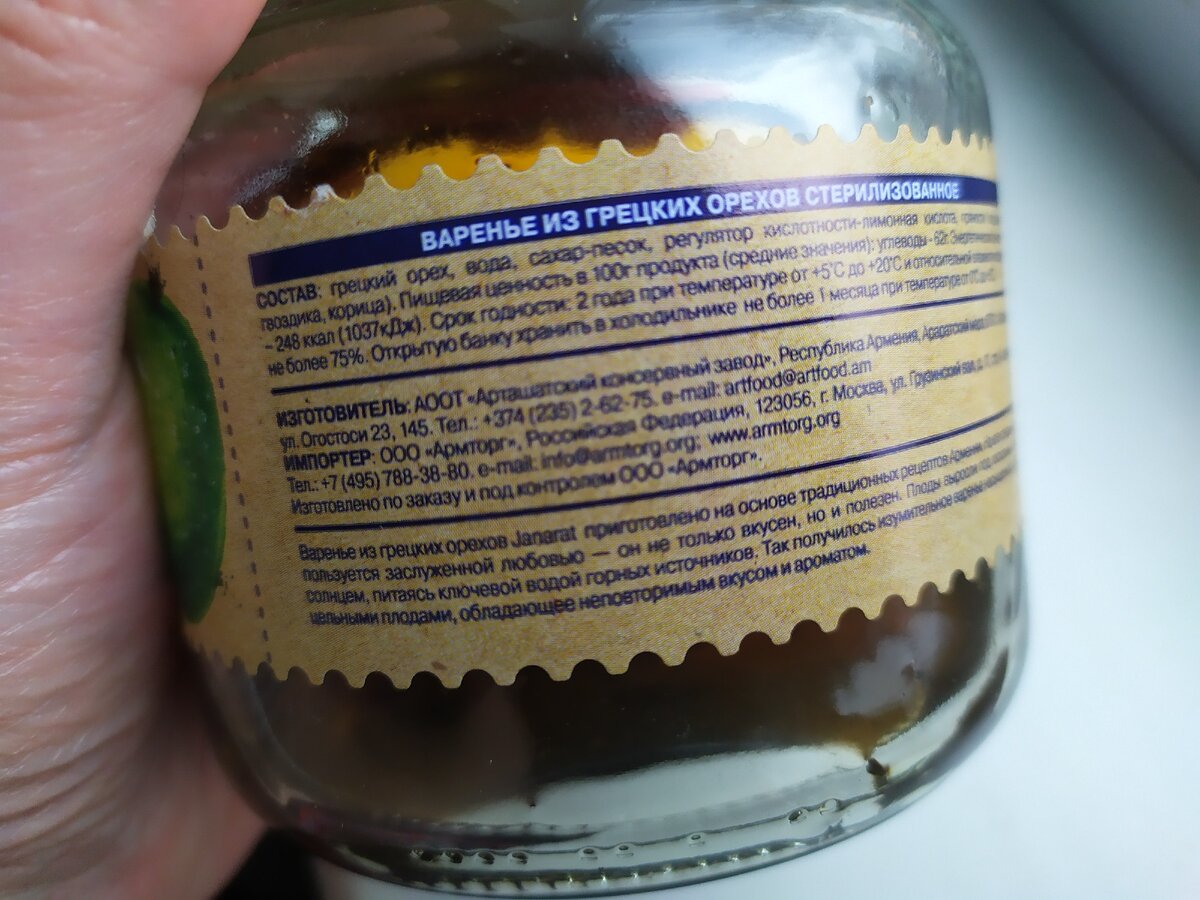 ВАРЕНЬЕ ИЗ ГРЕЦКИХ ОРЕХОВ СТЕРИЛИЗОВАННОЕ
СОСТАВ: грецкий орех, вода, сахар-песок, регулятор кислотности-лимонная кислота,
гвоздика, корица). Пищевая ценность в 100г продукта (средние значения): углеводы - 62г.
- 248 ккал (1037кДж). Срок годности: 2 года при температуре от +5°С до +20°С и относительной
не более 75%. Открытую банку хранить в холодильнике не более 1 месяца при температуре от
ИЗГОТОВИТЕЛЬ: АООТ «Арташатский консервный завод», Республика Армения, Араратская
ул. Огостоси 23, 145. Тел.: +374 (235) 2-62-75. e-mail: artfood@artfood.am
ИМПОРТЕР: ООО «Армторг», Российская Федерация, 123056, г. Москва, ул. Грузинский вал,
Тел.: +7 (495) 788-38-80. e-mail: info@armtorg.org; www.armtorg.org
Изготовлено по заказу и под контролем ООО «Армторг».
Варенье из грецких орехов Janarat приготовлено на основе традиционных рецептов Армении.
пользуется заслуженной любовью — он не только вкусен, но и полезен. Плоды выросли под
солнцем, питаясь ключевой водой горных источников. Так получилось изумительное варенье
цельными плодами, обладающее неповторимым вкусом и ароматом.